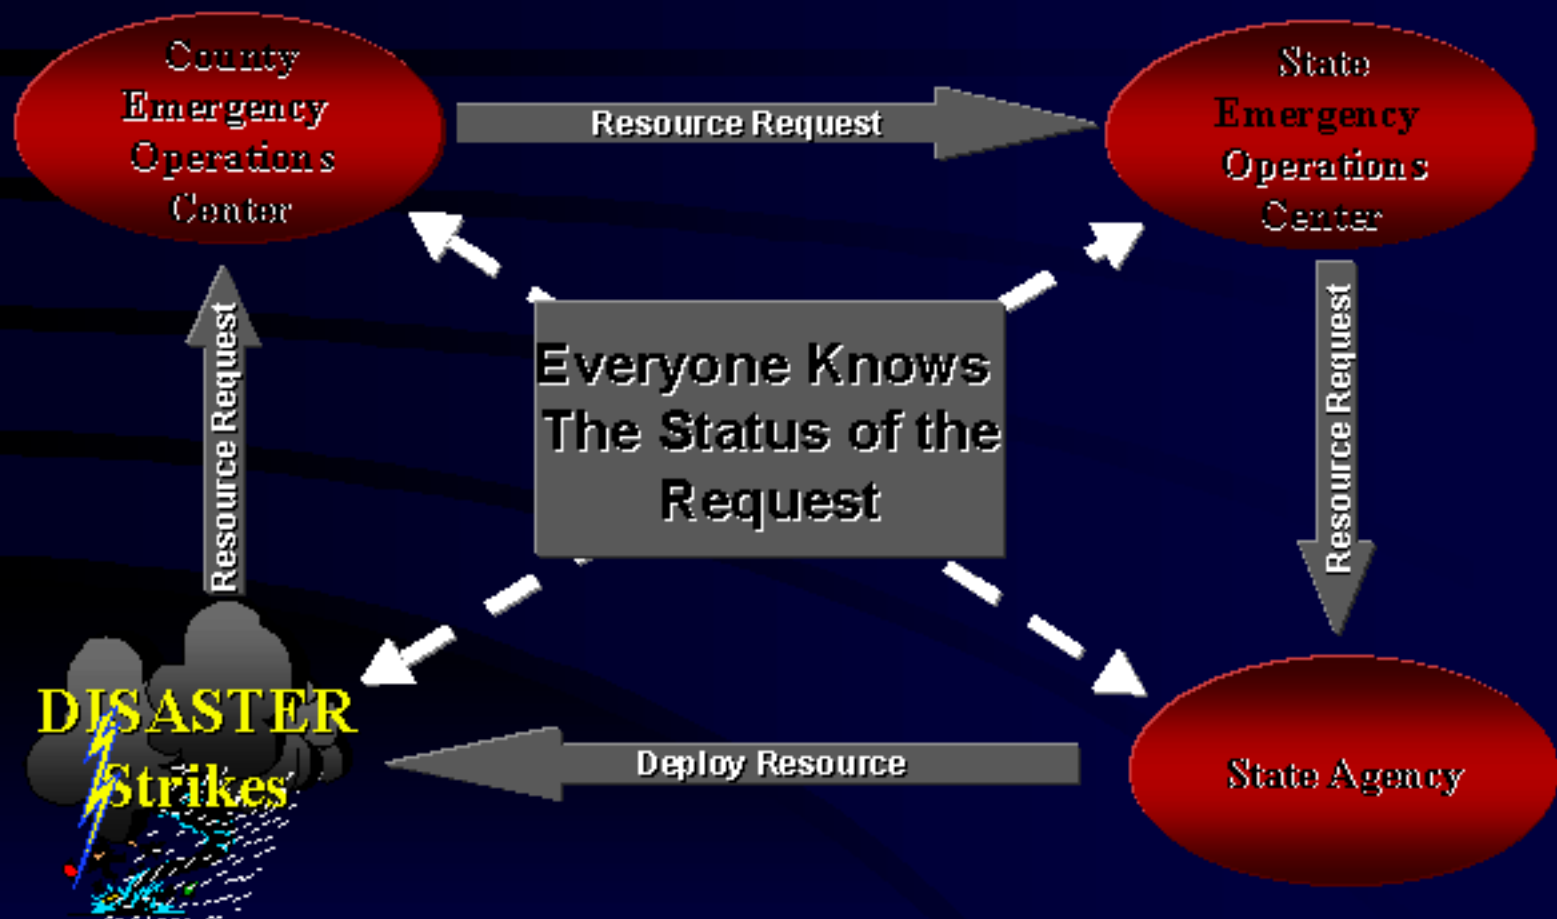 County
Emergency
Operations
Center
Resource Request
State
Emergency
Operations
Center
Resource Request
Everyone Knows
The Status of the
Request
Resource Request
DISASTER
Strikes
Deploy Resource
State Agency